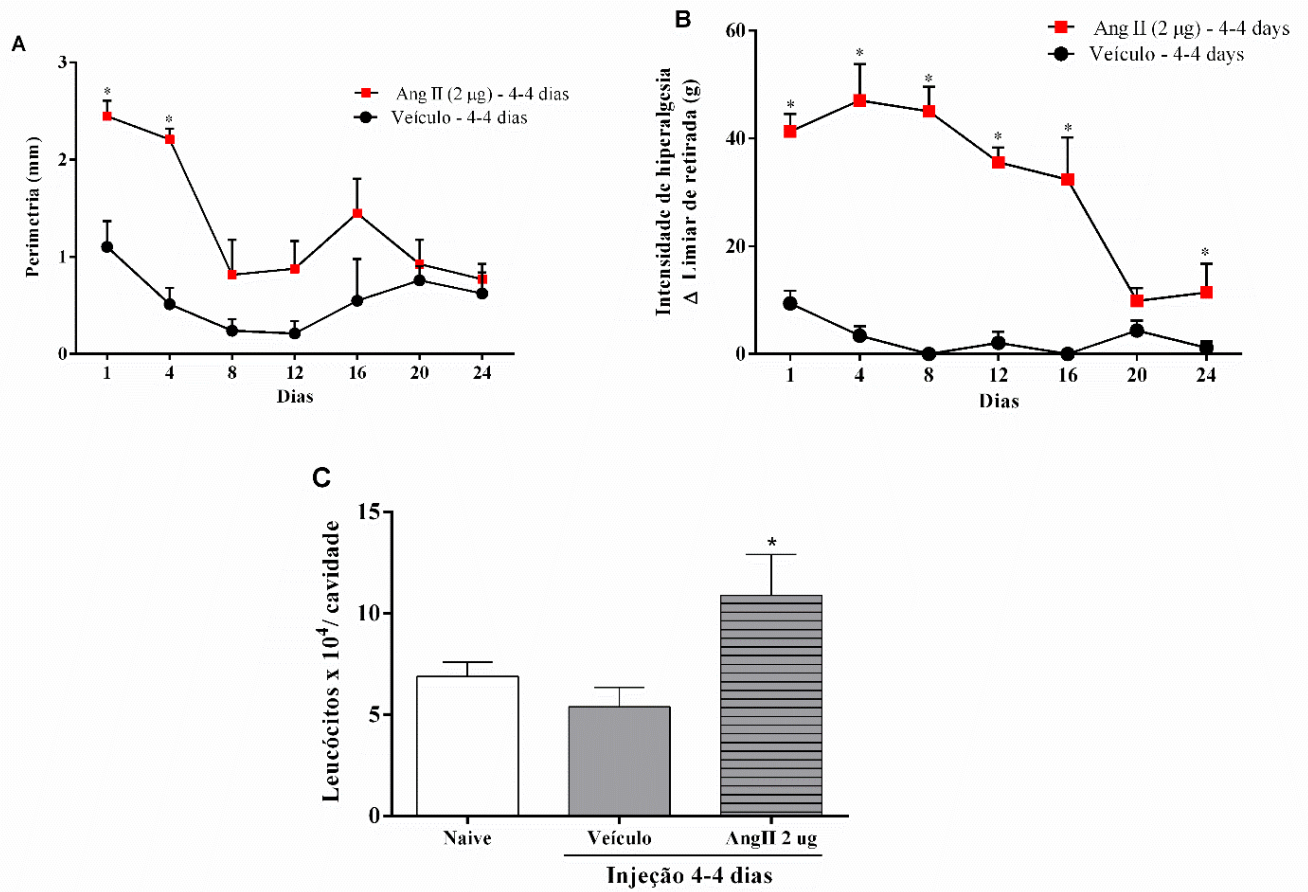 A
Ang II (2 µg) - 4-4 dias
Veículo - 4-4 dias
Perimetria (mm)
3
2
1
0
* *
1 4 8 12 16 20 24
Dias
B
Ang II (2 µg) - 4-4 days
Veículo - 4-4 days
Intensidade de hiperalgesia
Δ Limiar de retirada (g)
60
40
20
0
* * * * * *
1 4 8 12 16 20 24
Dias
C
Leucócitos x 10⁴/ cavidade
15
10
5
0
*
Naive Veículo AngII 2 ug
Injeção 4-4 dias